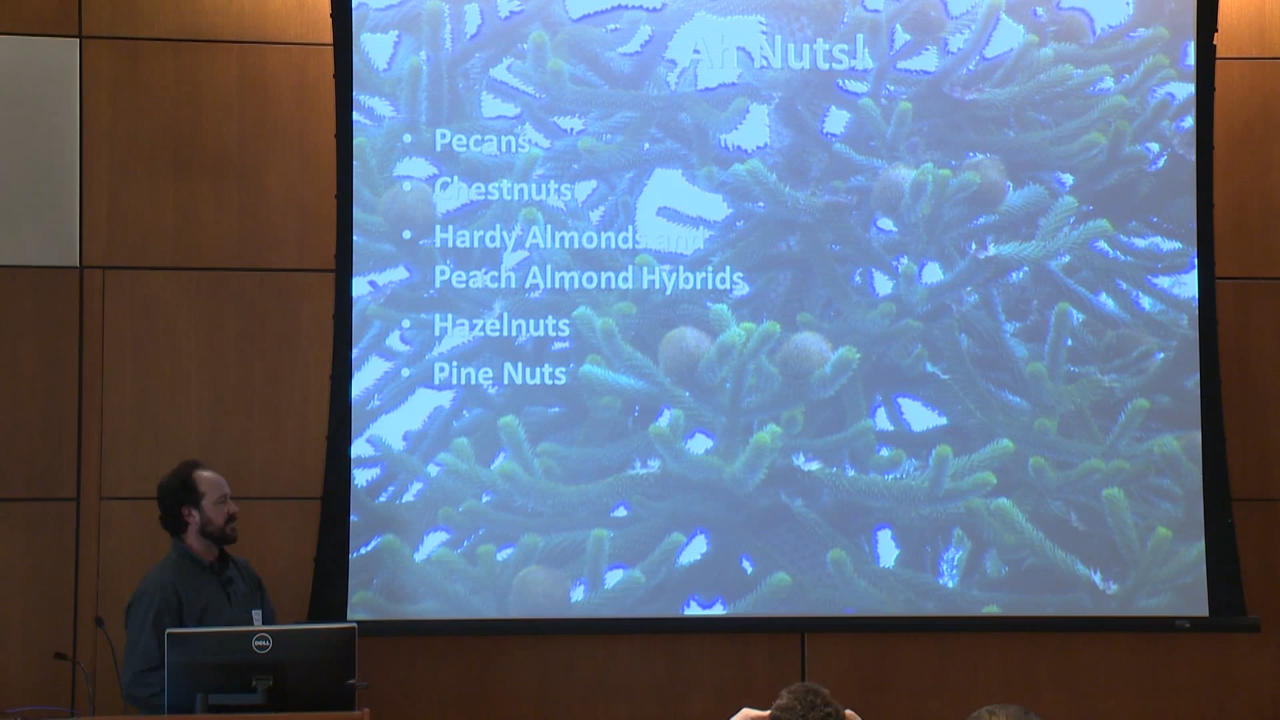 Ah Nuts!
• Pecans
• Chestnuts
• Hardy Almonds and
Peach Almond Hybrids
• Hazelnuts
• Pine Nuts
DELL